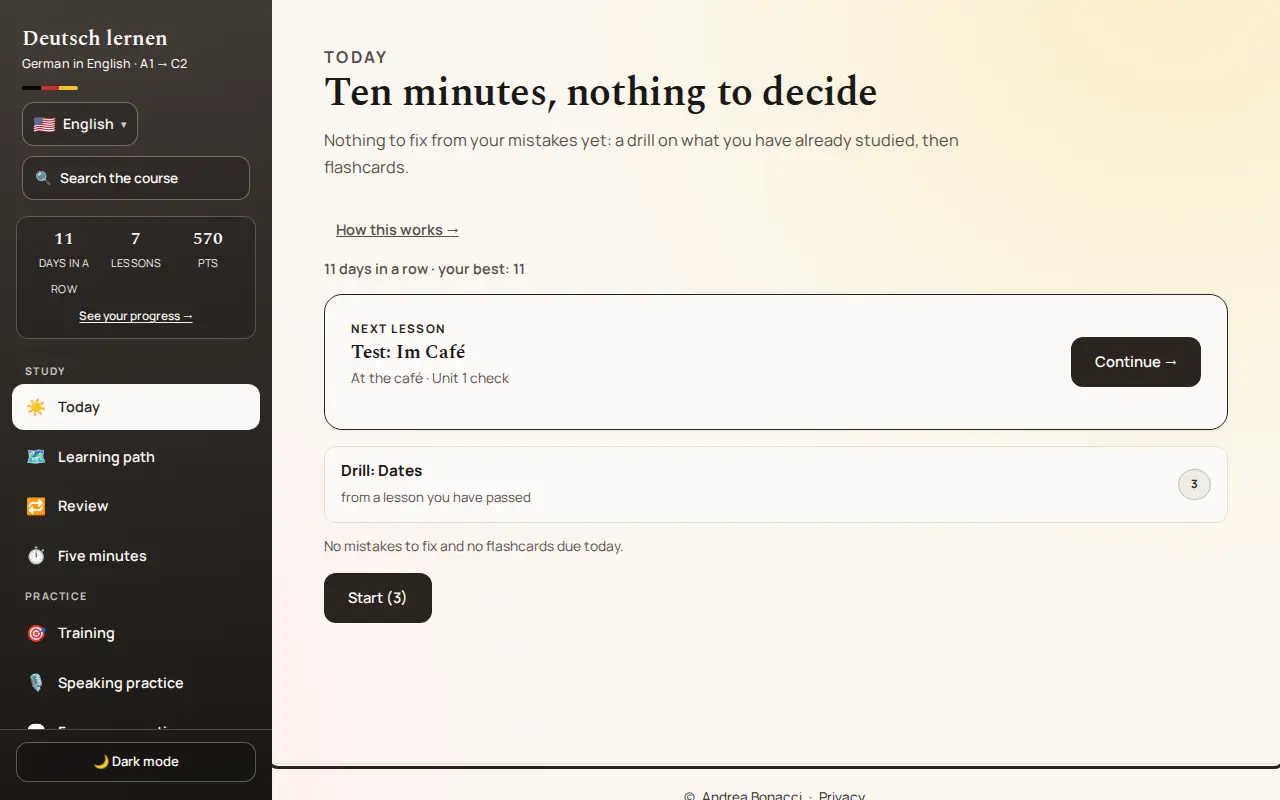 Deutsch lernen
German in English · A1 → C2
English ▾
Search the course
11 7 570
DAYS IN A ROW LESSONS PTS
See your progress →
STUDY
Today
Learning path
Review
Five minutes
PRACTICE
Training
Speaking practice
Dark mode
TODAY
Ten minutes, nothing to decide
Nothing to fix from your mistakes yet: a drill on what you have already studied, then
flashcards.
How this works →
11 days in a row · your best: 11
NEXT LESSON
Test: Im Café
At the café · Unit 1 check
Continue →
Drill: Dates
from a lesson you have passed
3
No mistakes to fix and no flashcards due today.
Start (3)
© Andrea Bonacci · Privacy